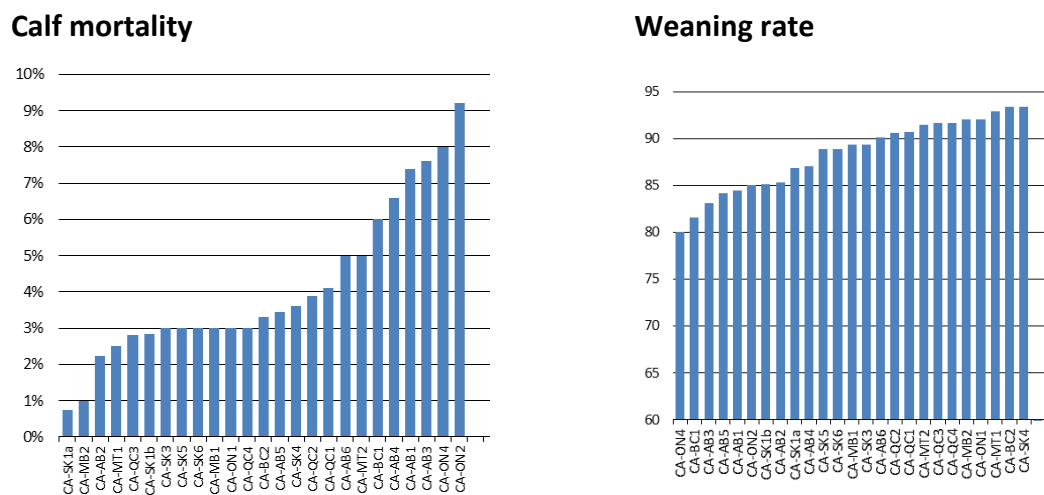 Calf mortality
10%
9%
8%
7%
6%
5%
4%
3%
2%
1%
0%
CA-SK1a
CA-MB2
CA-AB2
CA-MT1
CA-QC3
CA-SK1b
CA-SK3
CA-SK5
CA-SK6
CA-MB1
CA-ON1
CA-QC4
CA-BC2
CA-AB5
CA-SK4
CA-QC2
CA-QC1
CA-AB6
CA-MT2
CA-BC1
CA-AB4
CA-AB1
CA-AB3
CA-ON4
CA-ON2
Weaning rate
95
90
85
80
75
70
65
60
CA-ON4
CA-BC1
CA-AB3
CA-AB5
CA-AB1
CA-ON2
CA-SK1b
CA-AB2
CA-SK1a
CA-AB4
CA-SK5
CA-SK6
CA-MB1
CA-SK3
CA-AB6
CA-QC2
CA-QC1
CA-MT2
CA-QC3
CA-QC4
CA-MB2
CA-ON1
CA-MT1
CA-BC2
CA-SK4